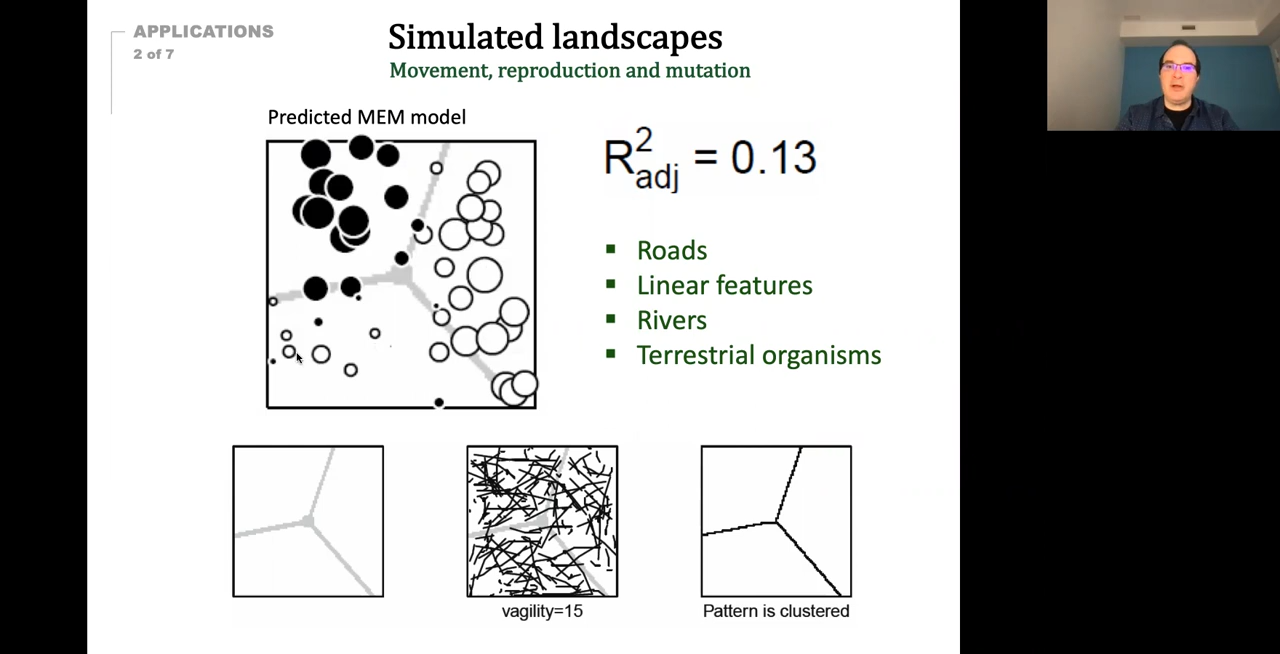 APPLICATIONS
2 of 7
Simulated landscapes
Movement, reproduction and mutation
Predicted MEM model
R²adj = 0.13
▪ Roads
▪ Linear features
▪ Rivers
▪ Terrestrial organisms
vagility=15
Pattern is clustered